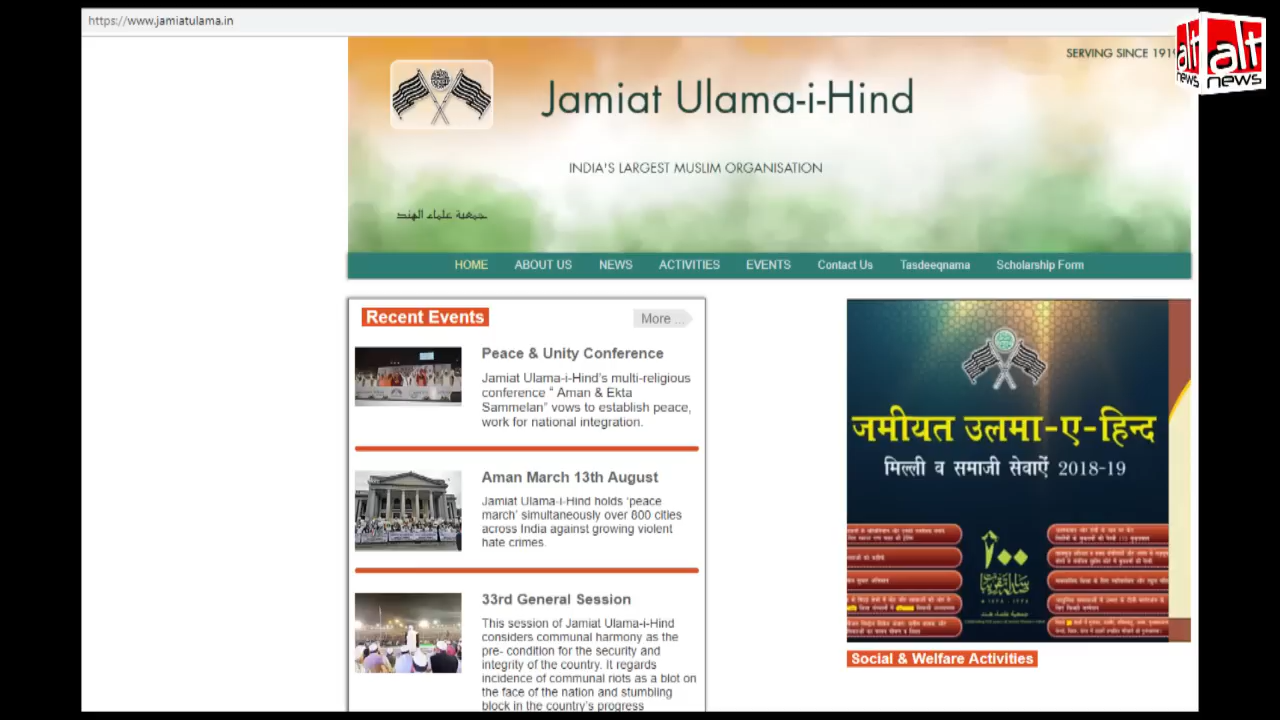 https://www.jamiatulama.in
SERVING SINCE 1919
alt news
alt news
Jamiat Ulama-i-Hind
INDIA'S LARGEST MUSLIM ORGANISATION
جمعية علماء الهند
HOME ABOUT US NEWS ACTIVITIES EVENTS Contact Us Tasdeeqnama Scholarship Form
Recent Events
More ...
Peace & Unity Conference
Jamiat Ulama-i-Hind's multi-religious
conference “ Aman & Ekta
Sammelan” vows to establish peace,
work for national integration.
Aman March 13th August
Jamiat Ulama-i-Hind holds ‘peace
march’ simultaneously over 800 cities
across India against growing violent
hate crimes.
33rd General Session
This session of Jamiat Ulama-i-Hind
considers communal harmony as the
pre- condition for the security and
integrity of the country. It regards
incidence of communal riots as a blot on
the face of the nation and stumbling
block in the country’s progress
जमीयत उलमा-ए-हिन्द
मिल्ली व समाजी सेवाऐं 2018-19
Social & Welfare Activities